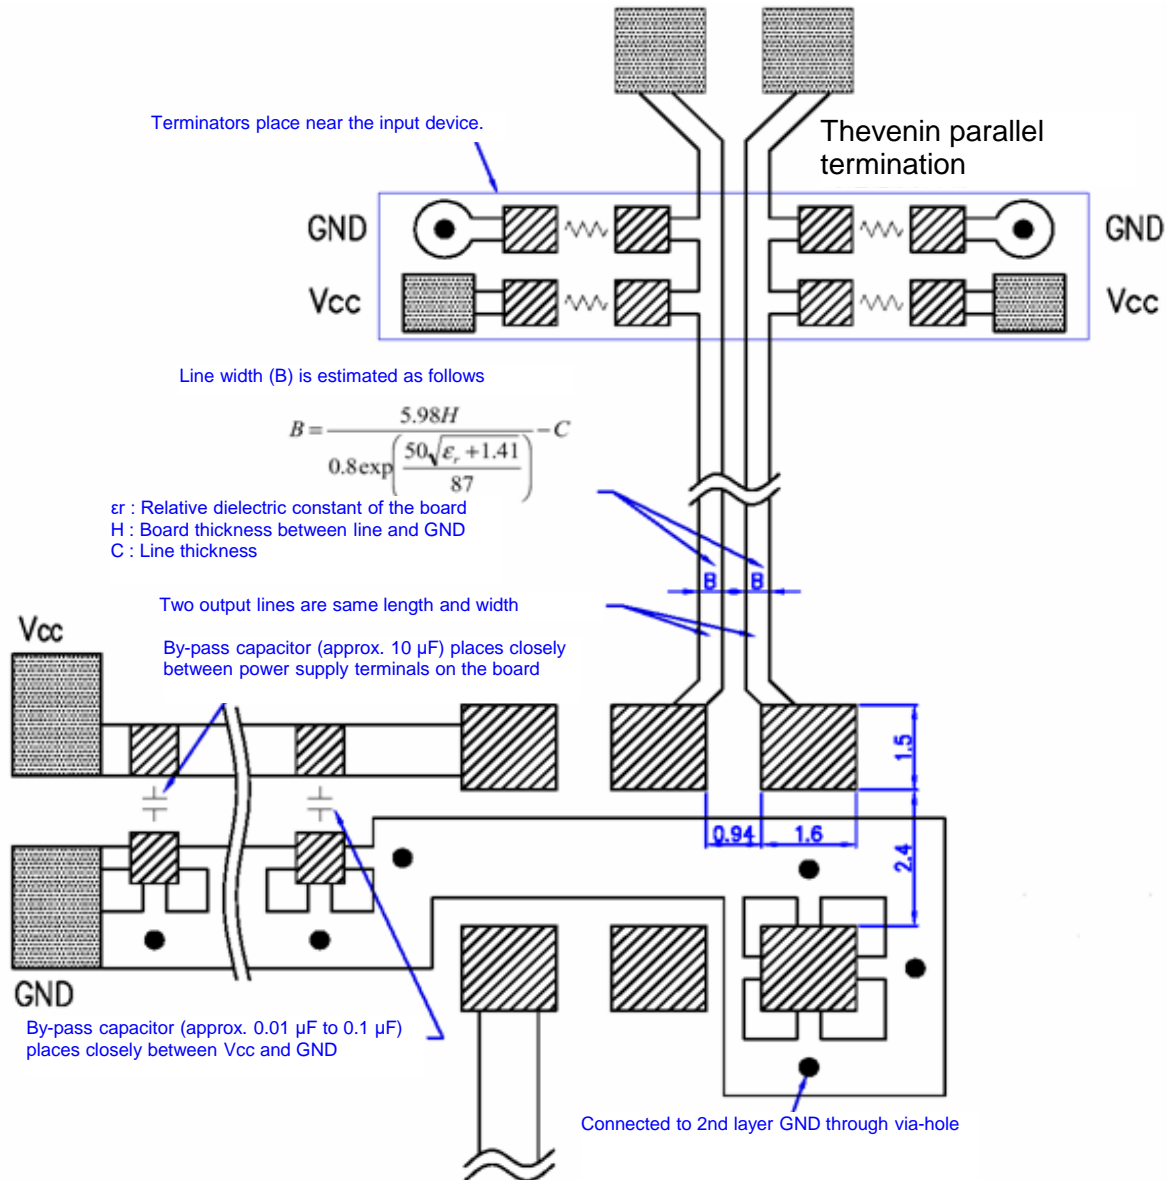 Terminators place near the input device.
Thevenin parallel
termination
GND
GND
Vcc
Vcc
Line width (B) is estimated as follows
B = 5.98H / 0.8 exp(50√(εr + 1.41) / 87) − C
εr : Relative dielectric constant of the board
H : Board thickness between line and GND
C : Line thickness
B
B
Two output lines are same length and width
Vcc
By-pass capacitor (approx. 10 µF) places closely
between power supply terminals on the board
1.5
0.94
1.6
2.4
GND
By-pass capacitor (approx. 0.01 µF to 0.1 µF)
places closely between Vcc and GND
Connected to 2nd layer GND through via-hole